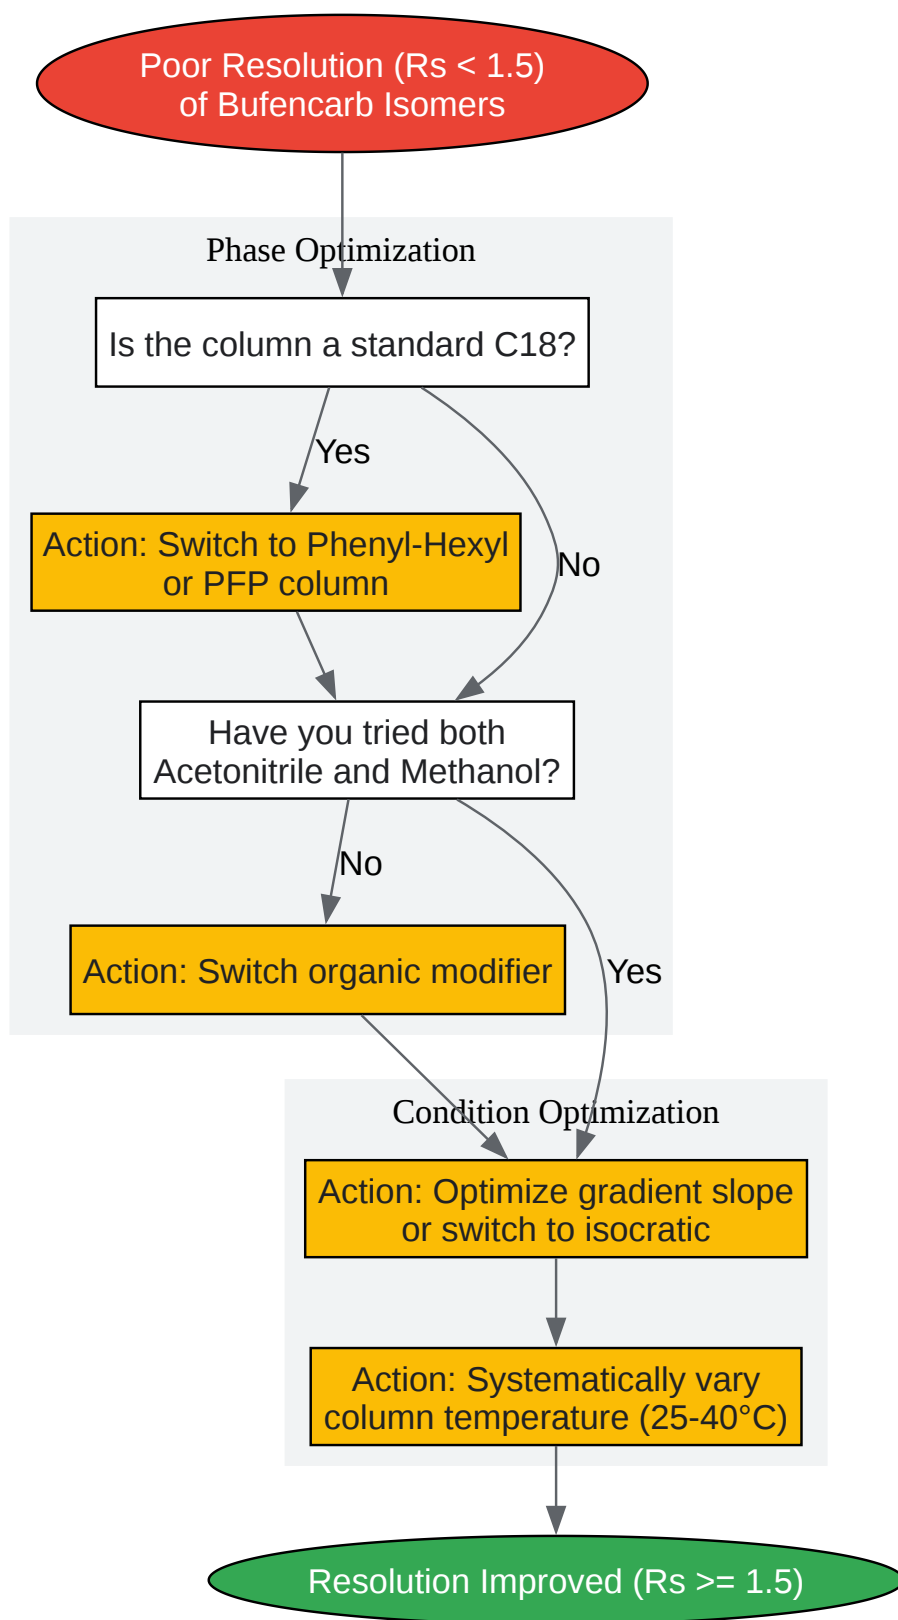 Poor Resolution (Rs < 1.5)
of Bufencarb Isomers
Phase Optimization
Is the column a standard C18?
Yes
Action: Switch to Phenyl-Hexyl
or PFP column
No
Have you tried both
Acetonitrile and Methanol?
No
Action: Switch organic modifier
Yes
Condition Optimization
Action: Optimize gradient slope
or switch to isocratic
Action: Systematically vary
column temperature (25-40°C)
Resolution Improved (Rs >= 1.5)